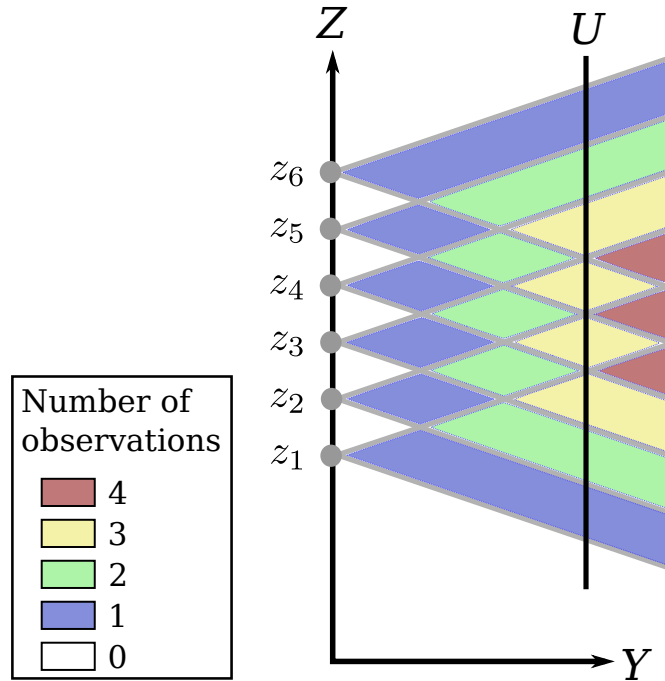 Z
U
z₆
z₅
z₄
z₃
z₂
z₁
Number of
observations
4
3
2
1
0
Y